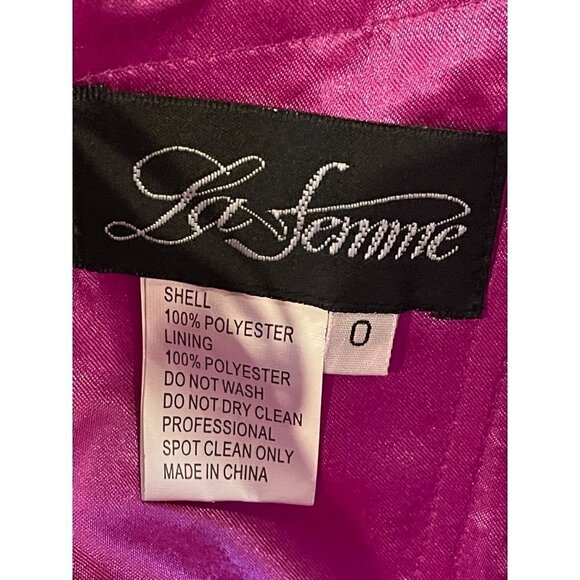 La Femme
SHELL
100% POLYESTER
LINING
100% POLYESTER
DO NOT WASH
DO NOT DRY CLEAN
PROFESSIONAL
SPOT CLEAN ONLY
MADE IN CHINA
0